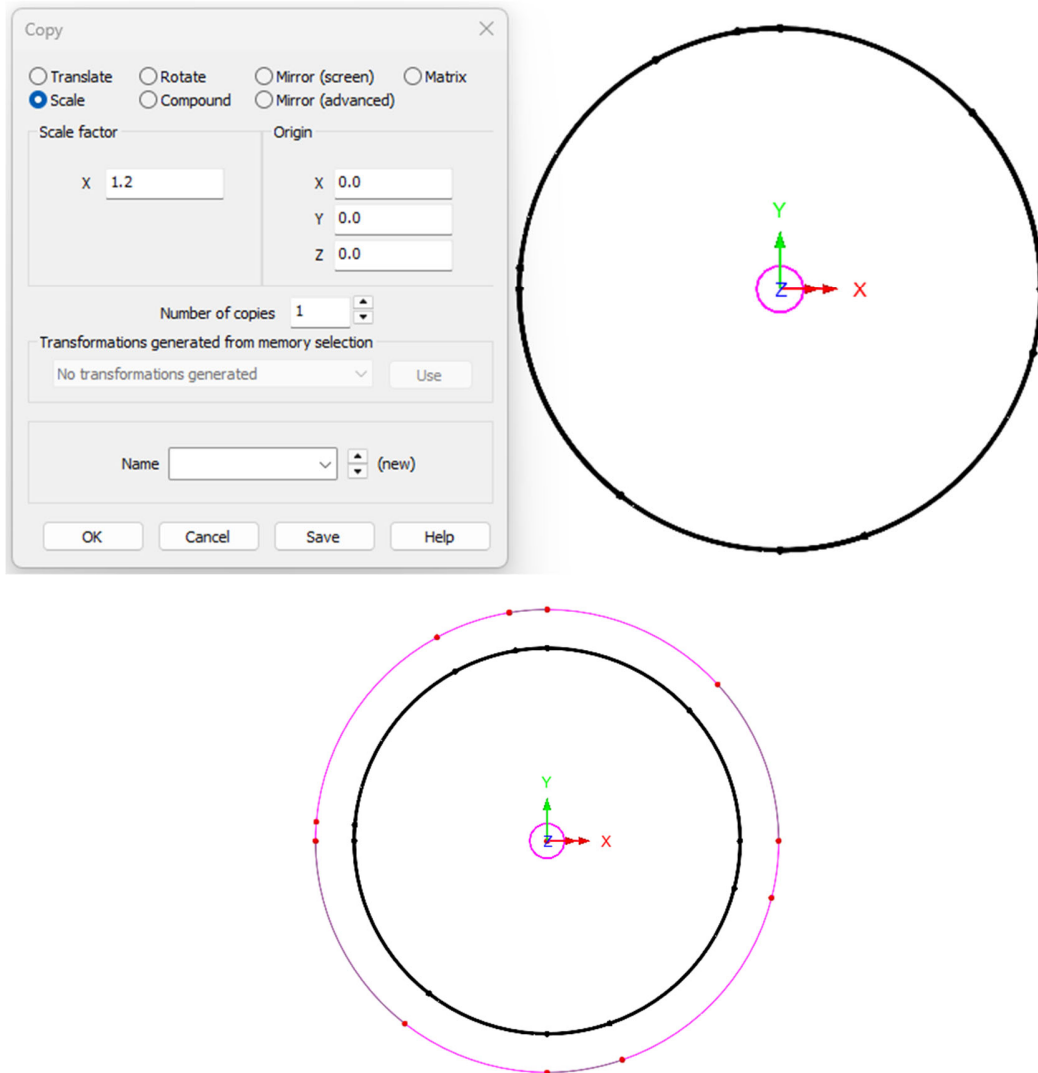 Copy
Translate Rotate Mirror (screen) Matrix
Scale Compound Mirror (advanced)
Scale factor Origin
X 1.2 X 0.0
Y 0.0
Z 0.0
Number of copies 1
Transformations generated from memory selection
No transformations generated Use
Name (new)
OK Cancel Save Help
Y
Z X
Y
Z X